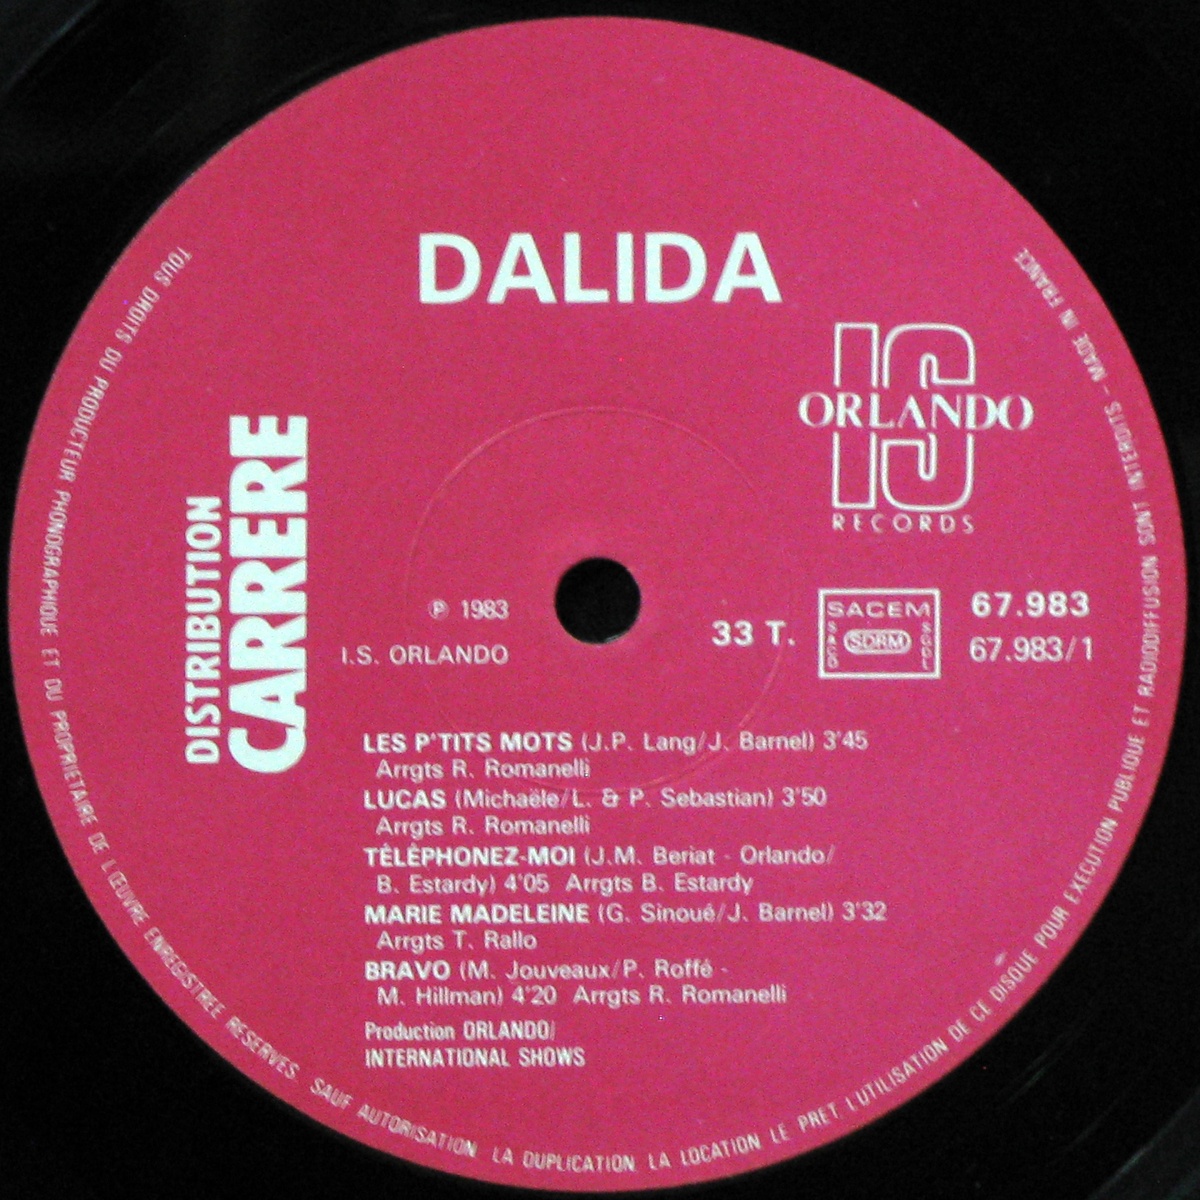 DALIDA
IS
ORLANDO
RECORDS
DISTRIBUTION
CARRERE
℗ 1983
I.S. ORLANDO
33 T.
SACEM
SACD
SDRM
SGDL
67.983
67.983/1
LES P'TITS MOTS (J.P. Lang/J. Barnel) 3'45
Arrgts R. Romanelli
LUCAS (Michaële/L. & P. Sebastian) 3'50
Arrgts R. Romanelli
TÉLÉPHONEZ-MOI (J.M. Beriat - Orlando/
B. Estardy) 4'05 Arrgts B. Estardy
MARIE MADELEINE (G. Sinoué/J. Barnel) 3'32
Arrgts T. Rallo
BRAVO (M. Jouveaux/P. Roffé -
M. Hillman) 4'20 Arrgts R. Romanelli
Production ORLANDO/
INTERNATIONAL SHOWS
TOUS DROITS DU PRODUCTEUR PHONOGRAPHIQUE ET DU PROPRIETAIRE DE L'ŒUVRE ENREGISTREE RESERVES. SAUF AUTORISATION LA DUPLICATION LA LOCATION LE PRET L'UTILISATION DE CE DISQUE POUR EXECUTION PUBLIQUE ET RADIODIFFUSION SONT INTERDITS - MADE IN FRANCE